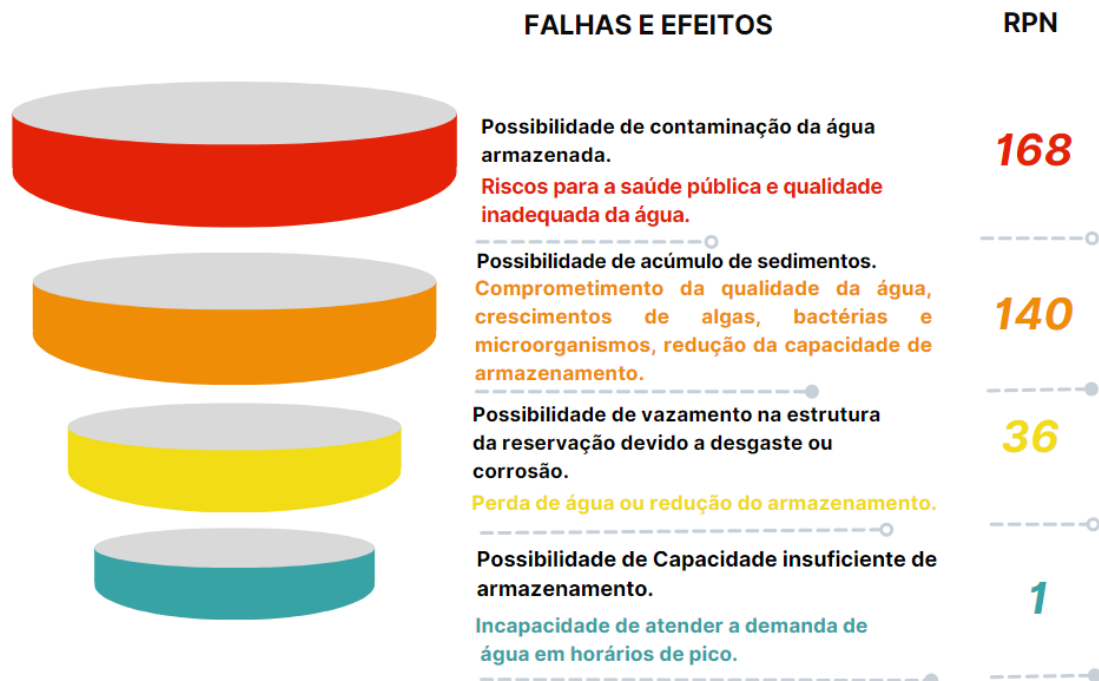 FALHAS E EFEITOS
RPN
Possibilidade de contaminação da água
armazenada.
168
Riscos para a saúde pública e qualidade
inadequada da água.
Possibilidade de acúmulo de sedimentos.
Comprometimento da qualidade da água,
crescimentos de algas, bactérias e
microorganismos, redução da capacidade de
armazenamento.
140
Possibilidade de vazamento na estrutura
da reservação devido a desgaste ou
corrosão.
36
Perda de água ou redução do armazenamento.
Possibilidade de Capacidade insuficiente de
armazenamento.
1
Incapacidade de atender a demanda de
água em horários de pico.